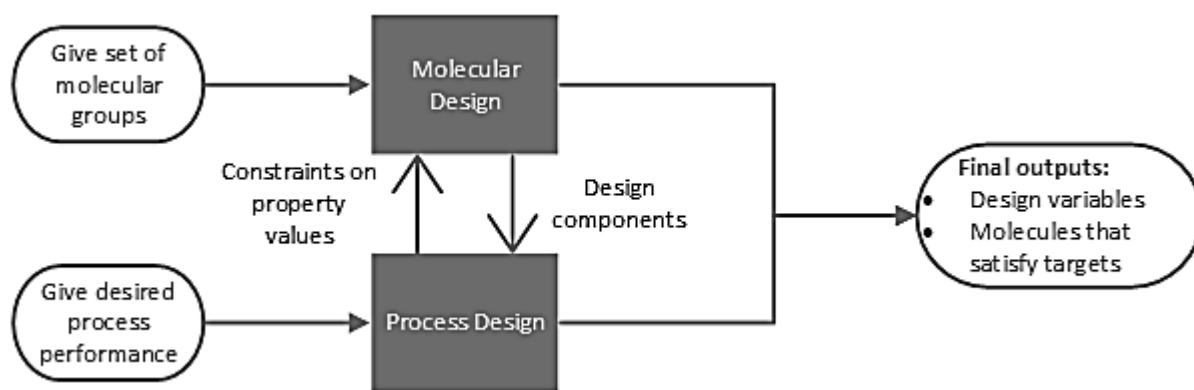 Give set of
molecular
groups
Molecular
Design
Constraints on
property
values
Design
components
Give desired
process
performance
Process Design
Final outputs:
• Design variables
• Molecules that
satisfy targets